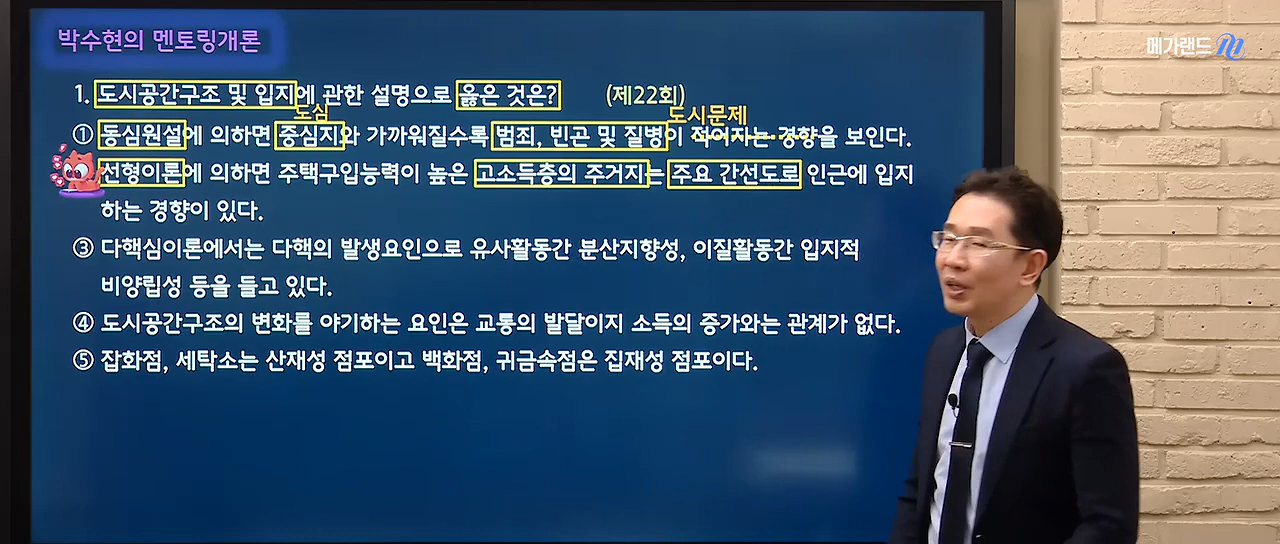 박수현의 멘토링개론
메가랜드
1. 도시공간구조 및 입지에 관한 설명으로 옳은 것은? (제22회)
도심
도시문제
① 동심원설에 의하면 중심지와 가까워질수록 범죄, 빈곤 및 질병이 적어지는 경향을 보인다.
선형이론에 의하면 주택구입능력이 높은 고소득층의 주거지는 주요 간선도로 인근에 입지
하는 경향이 있다.
③ 다핵심이론에서는 다핵의 발생요인으로 유사활동간 분산지향성, 이질활동간 입지적
비양립성 등을 들고 있다.
④ 도시공간구조의 변화를 야기하는 요인은 교통의 발달이지 소득의 증가와는 관계가 없다.
⑤ 잡화점, 세탁소는 산재성 점포이고 백화점, 귀금속점은 집재성 점포이다.